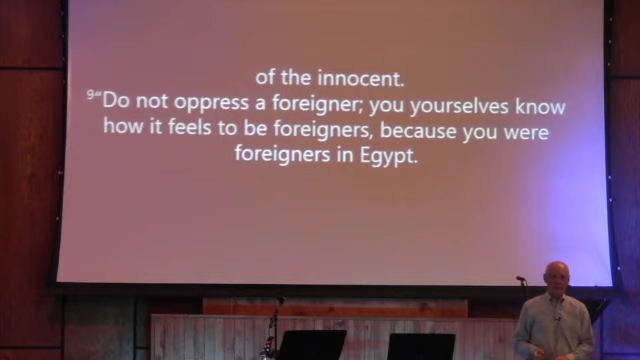 of the innocent.
⁹“Do not oppress a foreigner; you yourselves know
how it feels to be foreigners, because you were
foreigners in Egypt.